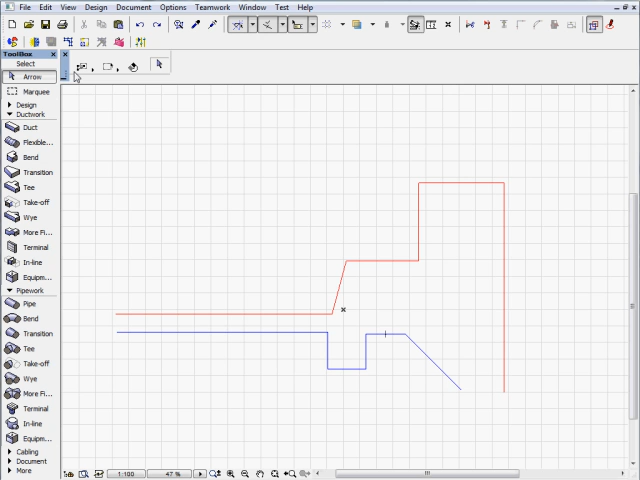 File Edit View Design Document Options Teamwork Window Test Help
ToolBox
Select
Arrow
Marquee
Design
Ductwork
Duct
Flexible...
Bend
Transition
Tee
Take-off
Wye
More Fi...
Terminal
In-line
Equipm...
Pipework
Pipe
Bend
Transition
Tee
Take-off
Wye
More Fi...
Terminal
In-line
Equipm...
Cabling
Document
More
1:100
47 %